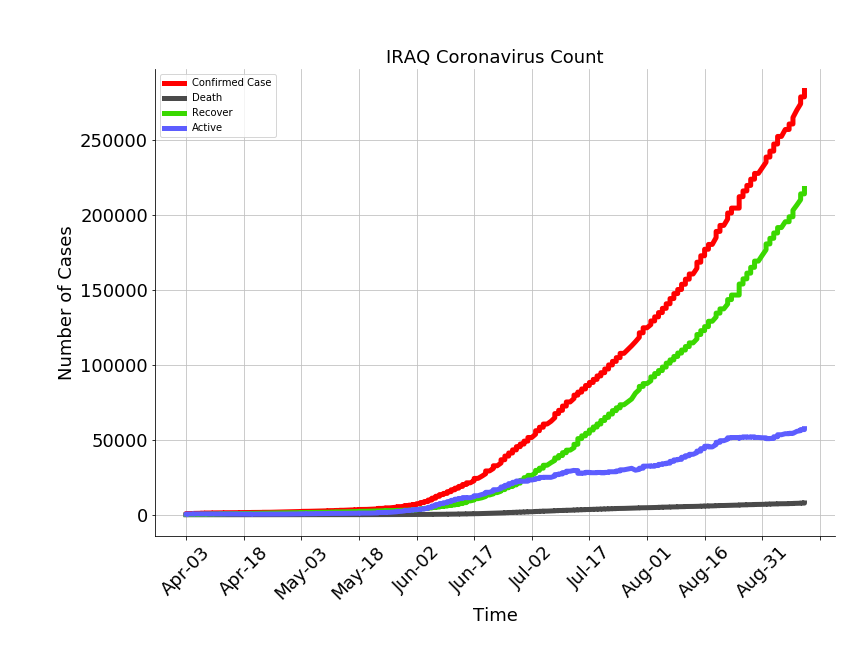 IRAQ Coronavirus Count
Confirmed Case
Death
Recover
Active
Number of Cases
250000
200000
150000
100000
50000
0
Apr-03
Apr-18
May-03
May-18
Jun-02
Jun-17
Jul-02
Jul-17
Aug-01
Aug-16
Aug-31
Time